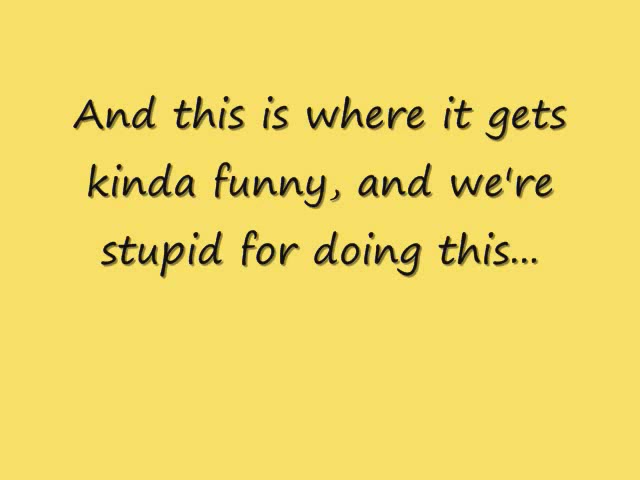 And this is where it gets
kinda funny, and we're
stupid for doing this...